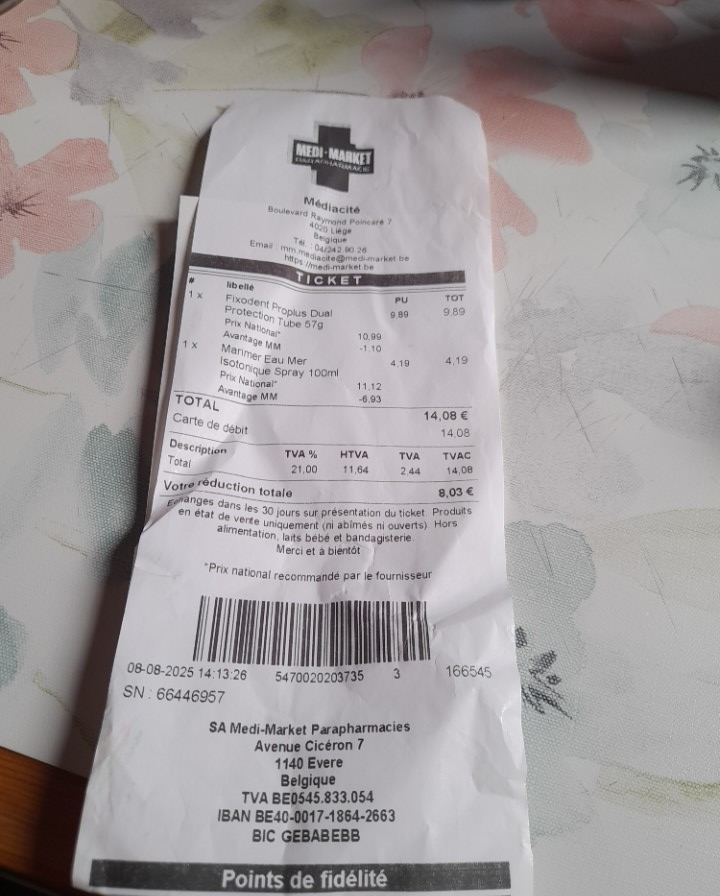 MEDI-MARKET
PARAPHARMACIE
Médiacité
Boulevard Raymond Poincaré 7
4020 Liège
Belgique
Tel : 04/242.90.26
Email : mm.mediacite@medi-market.be
https://medi-market.be
TICKET
# libellé PU TOT
1 x Fixodent Proplus Dual 9.89 9.89
Protection Tube 57g
Prix National* 10,99
Avantage MM -1.10
1 x Marimer Eau Mer 4,19 4,19
Isotonique Spray 100ml
Prix National* 11.12
Avantage MM -6,93
TOTAL 14,08 €
Carte de débit 14,08
Description TVA % HTVA TVA TVAC
Total 21,00 11,64 2.44 14,08
Votre réduction totale 8,03 €
Echanges dans les 30 jours sur présentation du ticket. Produits
en état de vente uniquement (ni abîmés ni ouverts). Hors
alimentation, laits bébé et bandagisterie.
Merci et à bientôt
*Prix national recommandé par le fournisseur
08-08-2025 14:13:26 5470020203735 3 166545
SN : 66446957
SA Medi-Market Parapharmacies
Avenue Cicéron 7
1140 Evere
Belgique
TVA BE0545.833.054
IBAN BE40-0017-1864-2663
BIC GEBABEBB
Points de fidélité